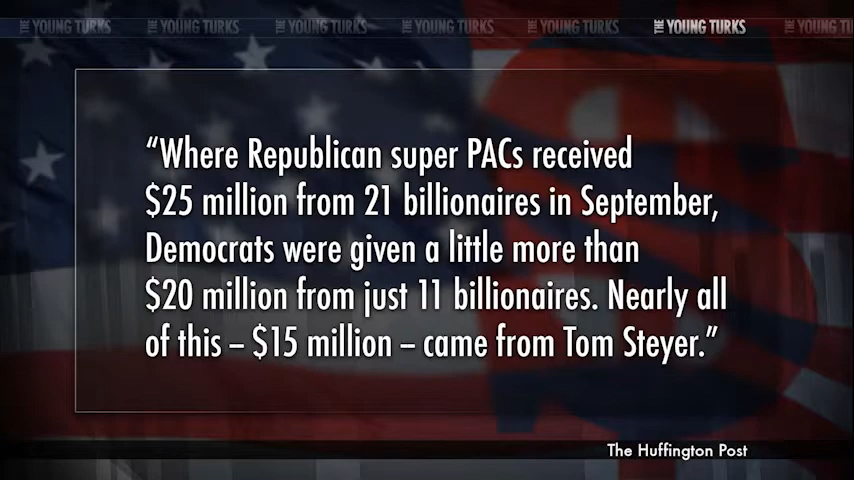 THE YOUNG TURKS THE YOUNG TURKS THE YOUNG TURKS THE YOUNG TURKS THE YOUNG TURKS THE YOUNG TU
“Where Republican super PACs received
$25 million from 21 billionaires in September,
Democrats were given a little more than
$20 million from just 11 billionaires. Nearly all
of this – $15 million – came from Tom Steyer.”
The Huffington Post